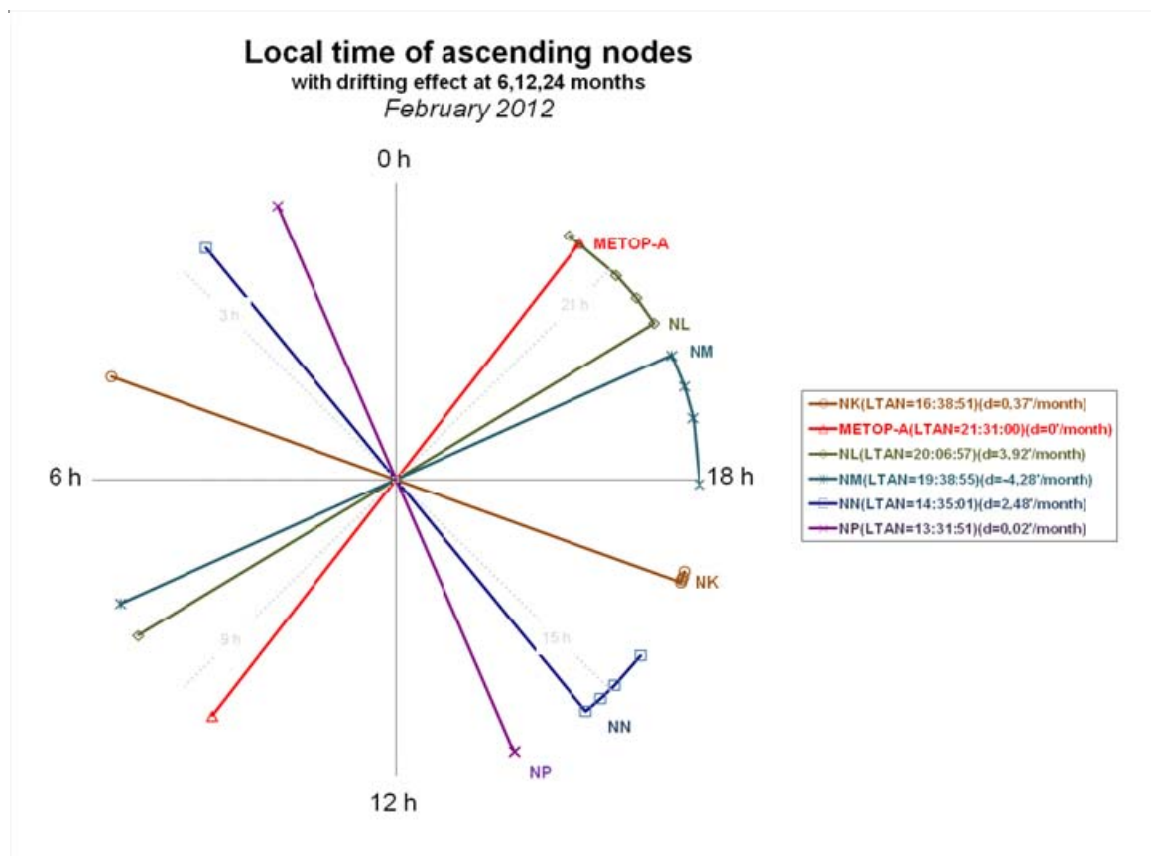 Local time of ascending nodes
with drifting effect at 6,12,24 months
February 2012
0 h
METOP-A
21 h
3 h
NL
NM
6 h
18 h
NK
9 h
15 h
NN
NP
12 h
NK(LTAN=16:38:51)(d=0,37'/month)
METOP-A(LTAN=21:31:00)(d=0'/month)
NL(LTAN=20:06:57)(d=3,92'/month)
NM(LTAN=19:38:55)(d=-4,28'/month)
NN(LTAN=14:35:01)(d=2,48'/month)
NP(LTAN=13:31:51)(d=0,02'/month)